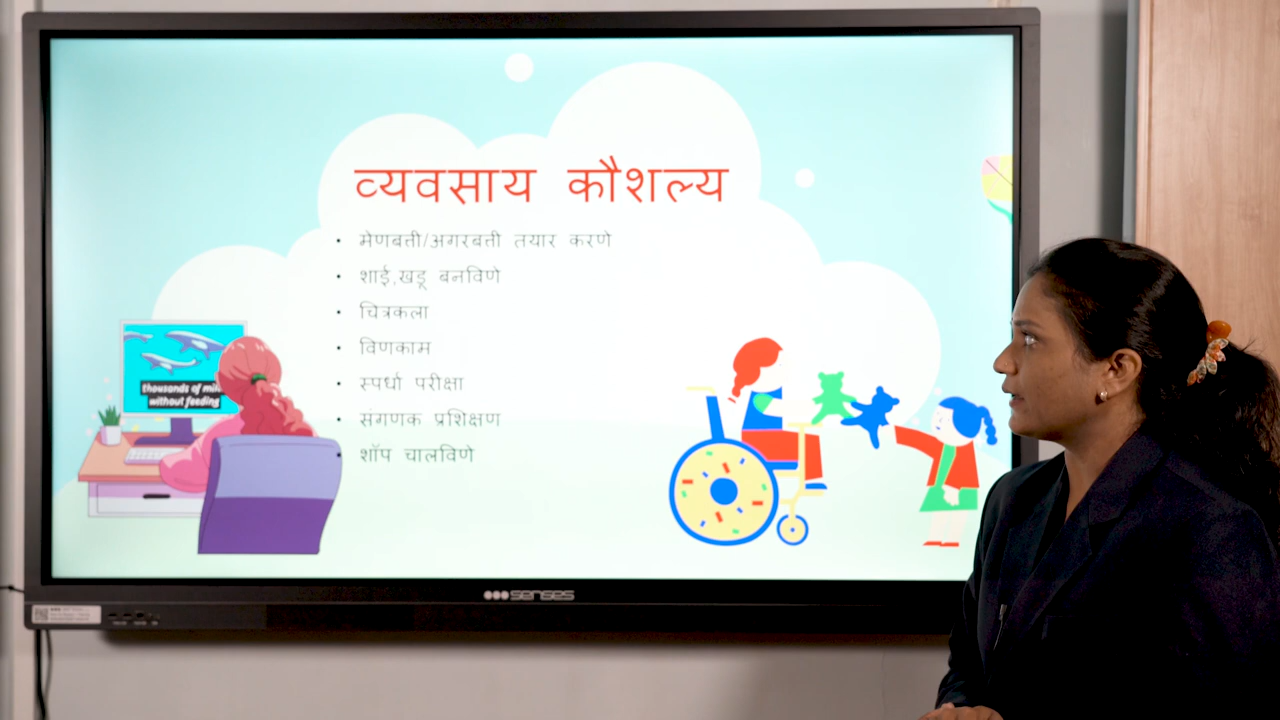 व्यवसाय कौशल्य
• मेणबत्ती/अगरबत्ती तयार करणे
• शाई,खडू बनविणे
• चित्रकला
• विणकाम
• स्पर्धा परीक्षा
• संगणक प्रशिक्षण
• शॉप चालविणे
thousands of mil
without feeding
senses